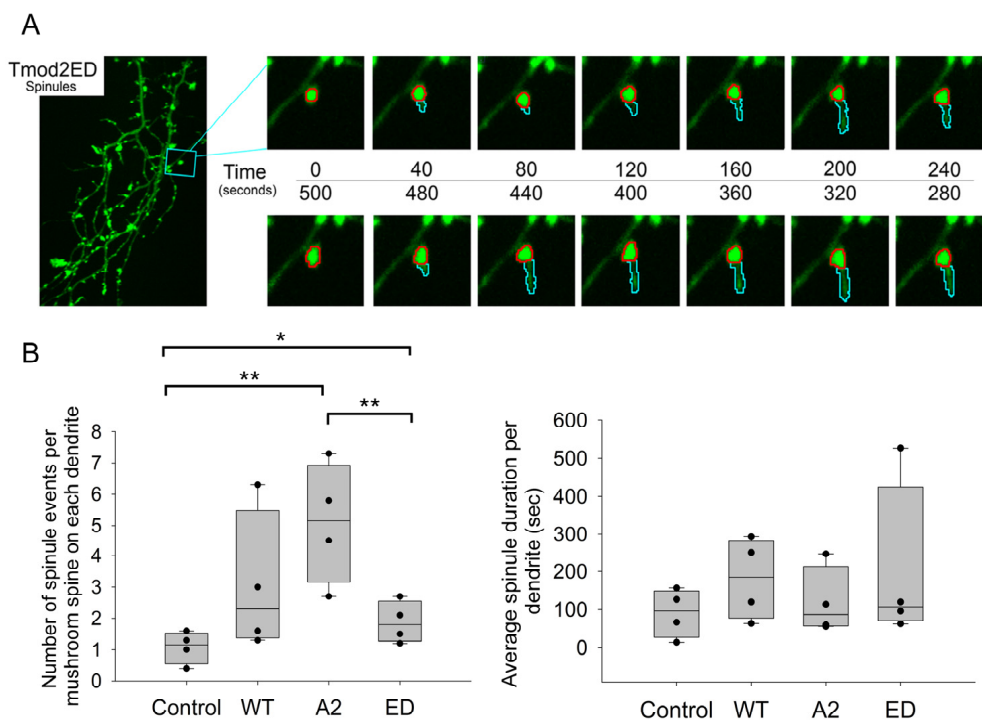 A
Tmod2ED
Spinules
Time 0 40 80 120 160 200 240
(seconds) 500 480 440 400 360 320 280
B
*
**
**
Number of spinule events per
mushroom spine on each dendrite
8
7
6
5
4
3
2
1
0
Control WT A2 ED
Average spinule duration per
dendrite (sec)
600
500
400
300
200
100
0
Control WT A2 ED